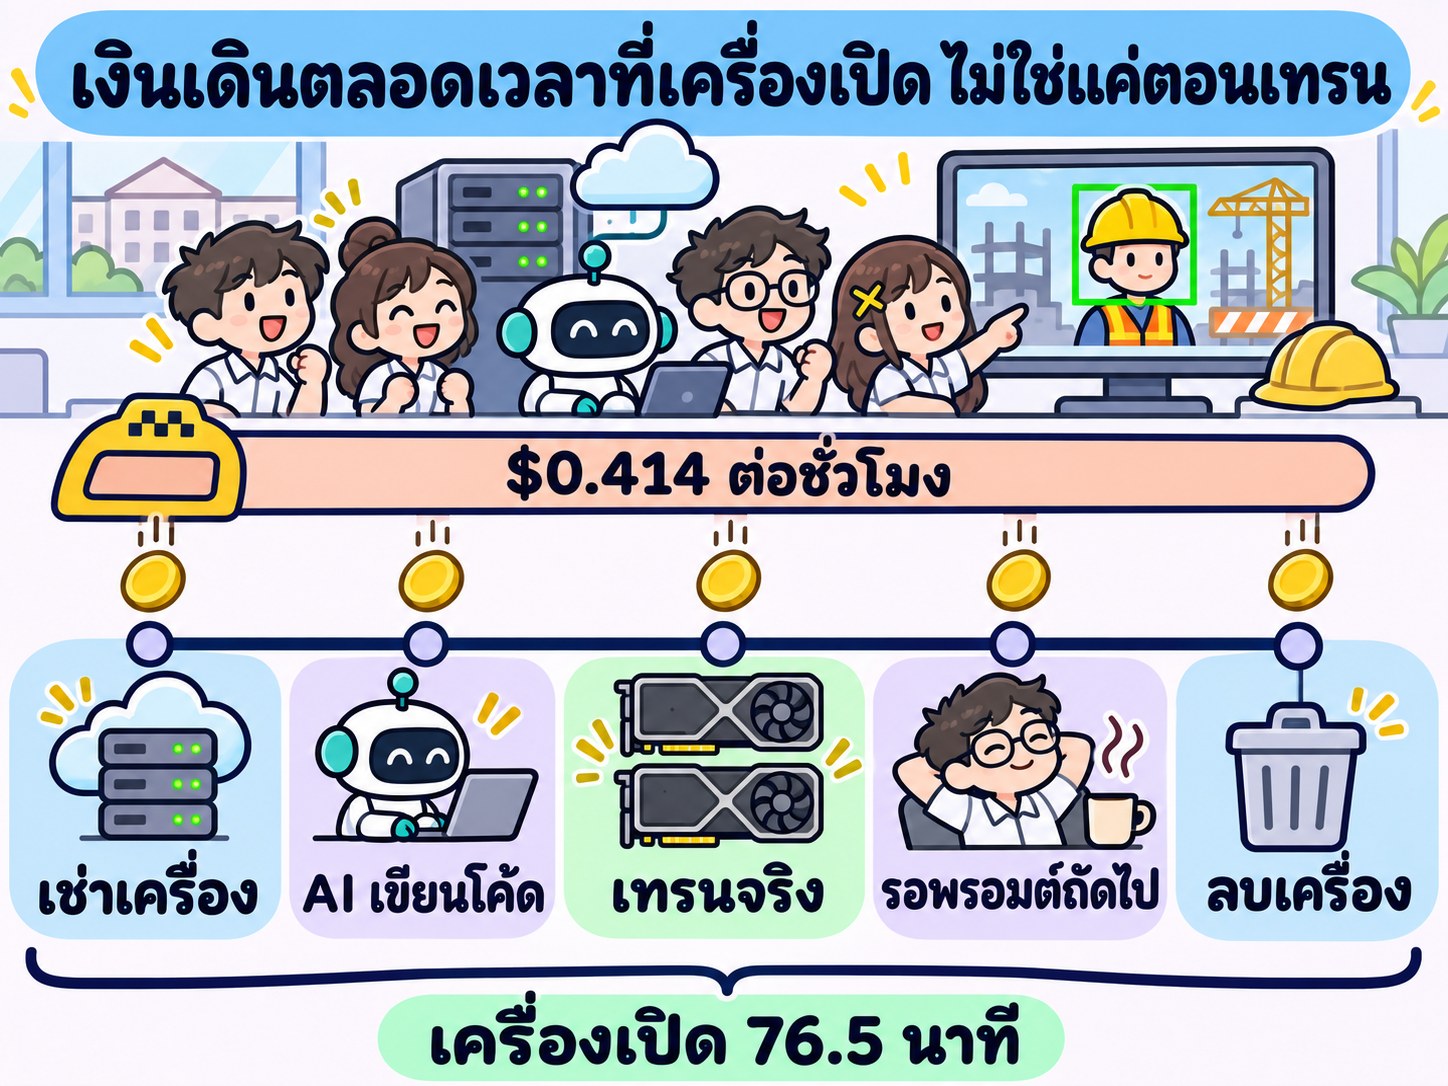 เงินเดินตลอดเวลาที่เครื่องเปิด ไม่ใช่แค่ตอนเทรน
$0.414 ต่อชั่วโมง
เช่าเครื่อง
AI เขียนโค้ด
เทรนจริง
รอพรอมต์ถัดไป
ลบเครื่อง
เครื่องเปิด 76.5 นาที